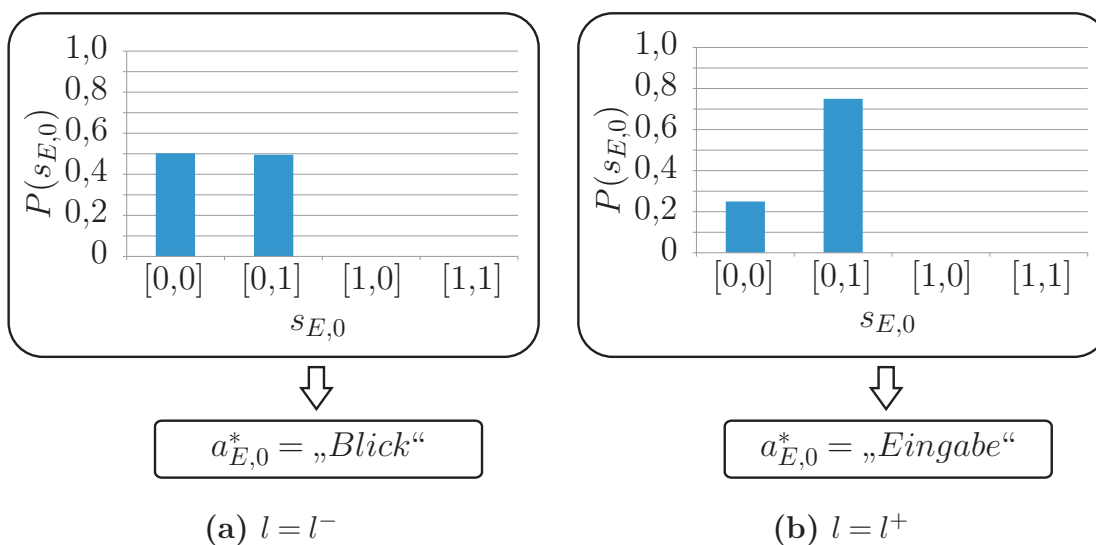 1,0
0,8
0,6
0,4
0,2
0
P(s_{E,0})
[0,0] [0,1] [1,0] [1,1]
s_{E,0}
a^*_{E,0} = „Blick“
(a) l = l^-
1,0
0,8
0,6
0,4
0,2
0
P(s_{E,0})
[0,0] [0,1] [1,0] [1,1]
s_{E,0}
a^*_{E,0} = „Eingabe“
(b) l = l^+